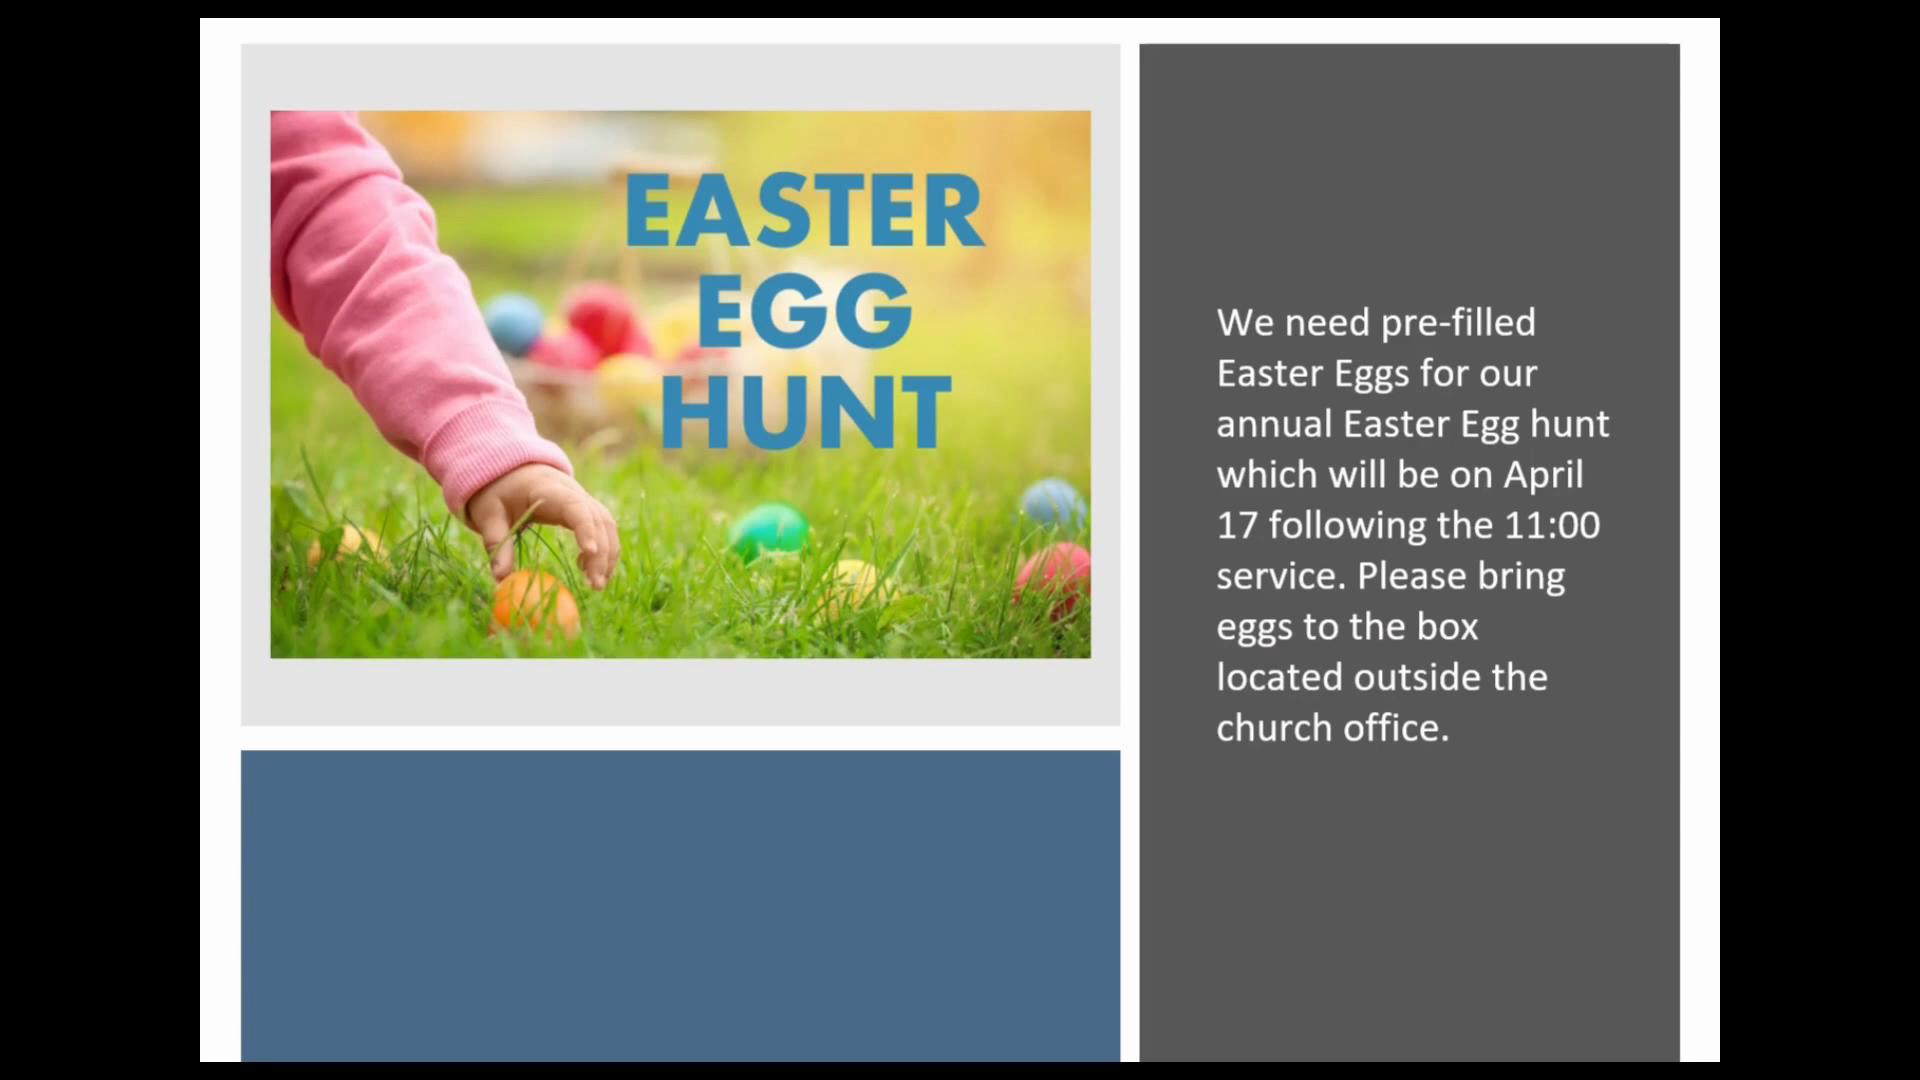 EASTER
EGG
HUNT
We need pre-filled
Easter Eggs for our
annual Easter Egg hunt
which will be on April
17 following the 11:00
service. Please bring
eggs to the box
located outside the
church office.